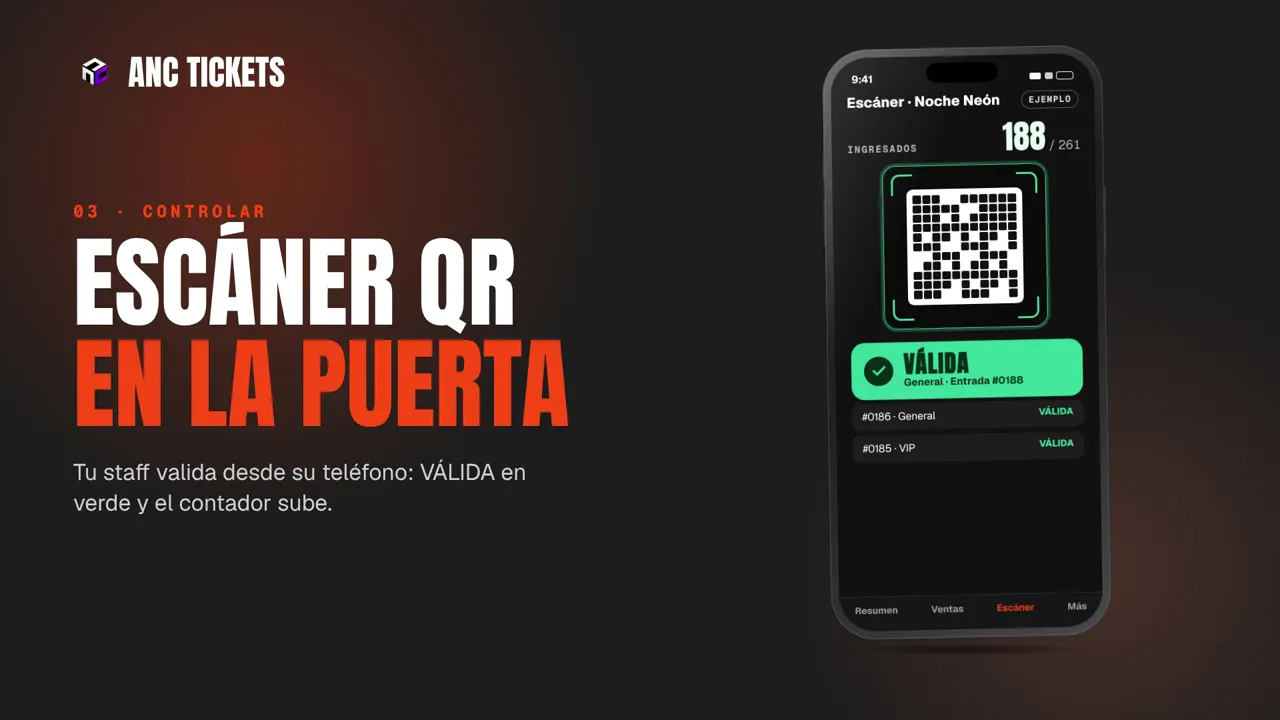 ANC TICKETS
03 · CONTROLAR
ESCÁNER QR
EN LA PUERTA
Tu staff valida desde su teléfono: VÁLIDA en
verde y el contador sube.
9:41
Escáner · Noche Neón
EJEMPLO
INGRESADOS
188 / 261
VÁLIDA
General · Entrada #0188
#0186 · General VÁLIDA
#0185 · VIP VÁLIDA
Resumen Ventas Escáner Más